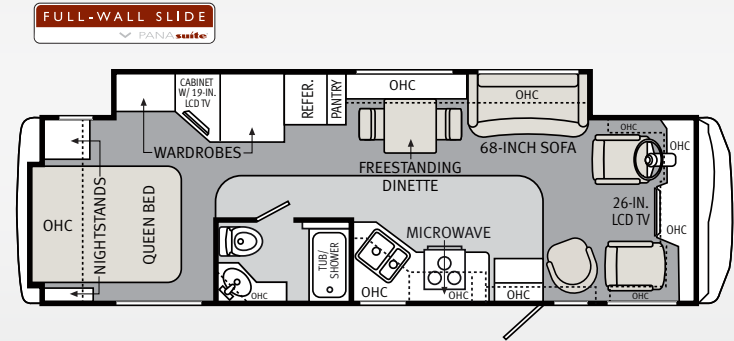 FULL-WALL SLIDE
PANAsuite
CABINET
W/ 19-IN.
LCD TV
REFER.
PANTRY
OHC
OHC
OHC
OHC
WARDROBES
FREESTANDING
DINETTE
68-INCH SOFA
26-IN.
LCD TV
OHC
NIGHTSTANDS
QUEEN BED
TUB/
SHOWER
MICROWAVE
OHC
OHC
OHC
OHC
OHC
OHC